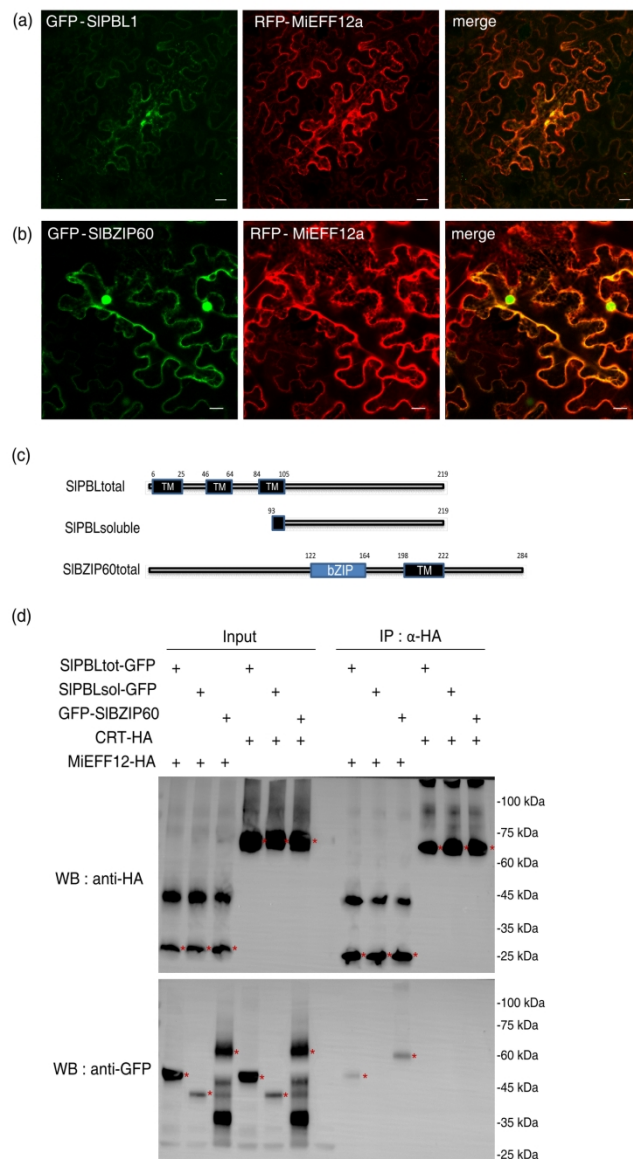 (a)
GFP-SlPBL1 RFP-MiEFF12a merge
(b)
GFP-SlBZIP60 RFP-MiEFF12a merge
(c)
6 25 46 64 84 105 219
SlPBLtotal TM TM TM
93 219
SlPBLsoluble
122 164 198 222 284
SlBZIP60total bZIP TM
(d)
Input IP : α-HA
SlPBLtot-GFP + + + +
SlPBLsol-GFP + + + +
GFP-SlBZIP60 + + + +
CRT-HA + + + + + +
MiEFF12-HA + + + + + +
-100 kDa
-75 kDa
* * * * * *
-60 kDa
WB : anti-HA
-45 kDa
-35 kDa
* * * * * *
-25 kDa
-100 kDa
-75 kDa
* * * -60 kDa
WB : anti-GFP * * *
* * -45 kDa
-35 kDa
-25 kDa